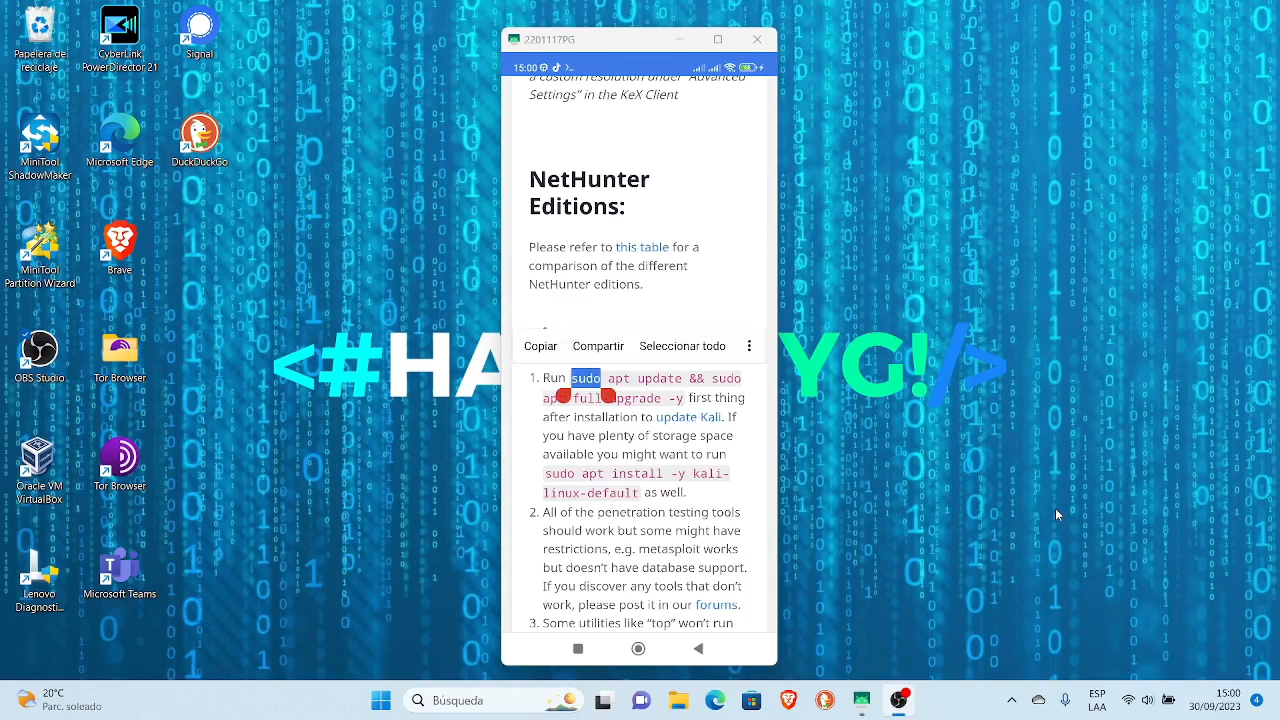 Papelera de
reciclaje
CyberLink
PowerDirector 21
Signal
MiniTool
ShadowMaker
Microsoft Edge
DuckDuckGo
MiniTool
Partition Wizard
Brave
OBS Studio
Tor Browser
Oracle VM
VirtualBox
Tor Browser
Lenovo
Diagnosti...
Microsoft Teams
<#HA
YG!/>
2201117PG
15:00
a custom resolution under "Advanced
Settings" in the KeX Client
NetHunter
Editions:
Please refer to this table for a
comparison of the different
NetHunter editions.
Copiar Compartir Seleccionar todo
1. Run sudo apt update && sudo
apt full-upgrade -y first thing
after installation to update Kali. If
you have plenty of storage space
available you might want to run
sudo apt install -y kali-
linux-default as well.
2. All of the penetration testing tools
should work but some might have
restrictions, e.g. metasploit works
but doesn't have database support.
If you discover any tools that don't
work, please post it in our forums.
3. Some utilities like "top" won't run
20°C
Parc. soleado
Búsqueda
ESP
LAA
15:00
30/09/2023
4